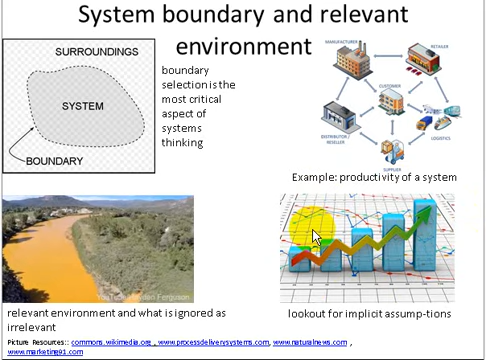 System boundary and relevant
environment
SURROUNDINGS
SYSTEM
BOUNDARY
boundary
selection is the
most critical
aspect of
systems
thinking
MANUFACTURER
RETAILER
CUSTOMER
DISTRIBUTOR /
RESELLER
LOGISTICS
SUPPLIER
Example: productivity of a system
relevant environment and what is ignored as
irrelevant
lookout for implicit assump-tions
Picture Resources:: commons.wikimedia.org , www.processdeliverysystems.com, www.naturalnews.com ,
www.marketing91.com